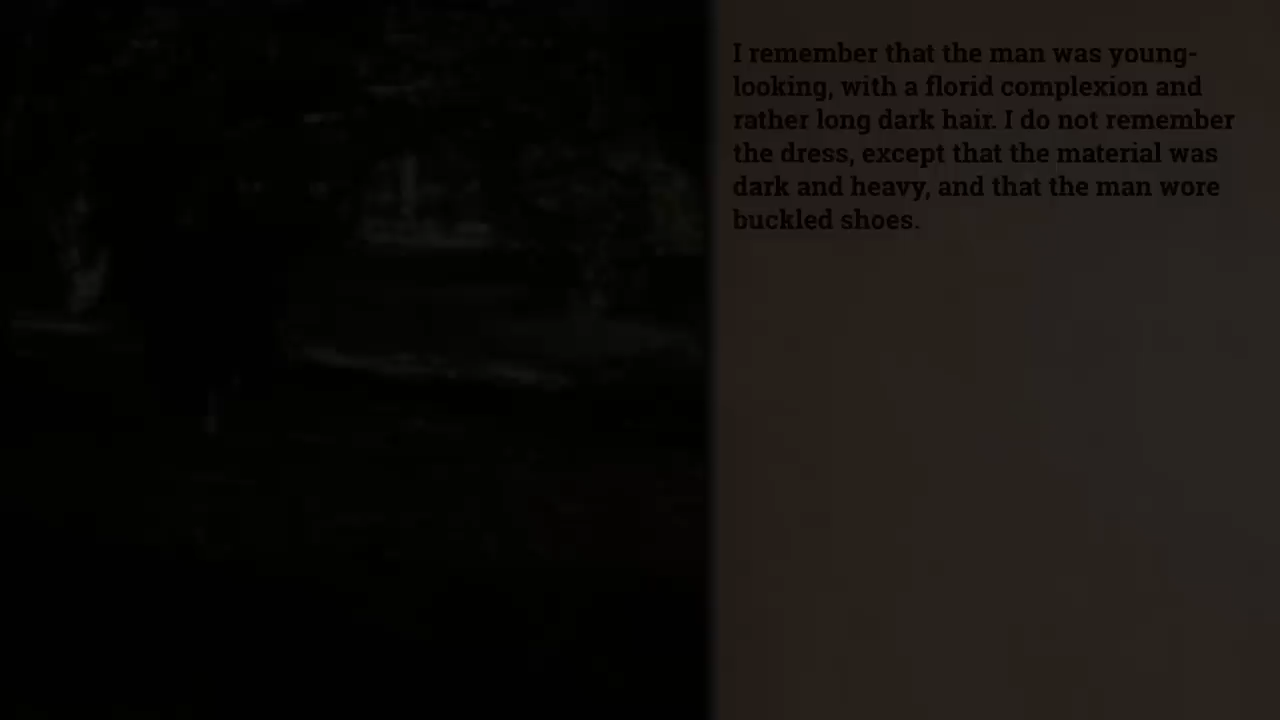 I remember that the man was young-
looking, with a florid complexion and
rather long dark hair. I do not remember
the dress, except that the material was
dark and heavy, and that the man wore
buckled shoes.